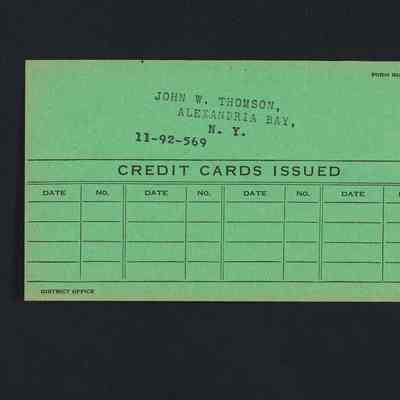 FORM
JOHN W. THOMSON,
ALEXANDRIA BAY,
N. Y.
11-92-569
CREDIT CARDS ISSUED
DATE NO. DATE NO. DATE NO. DATE
DISTRICT OFFICE